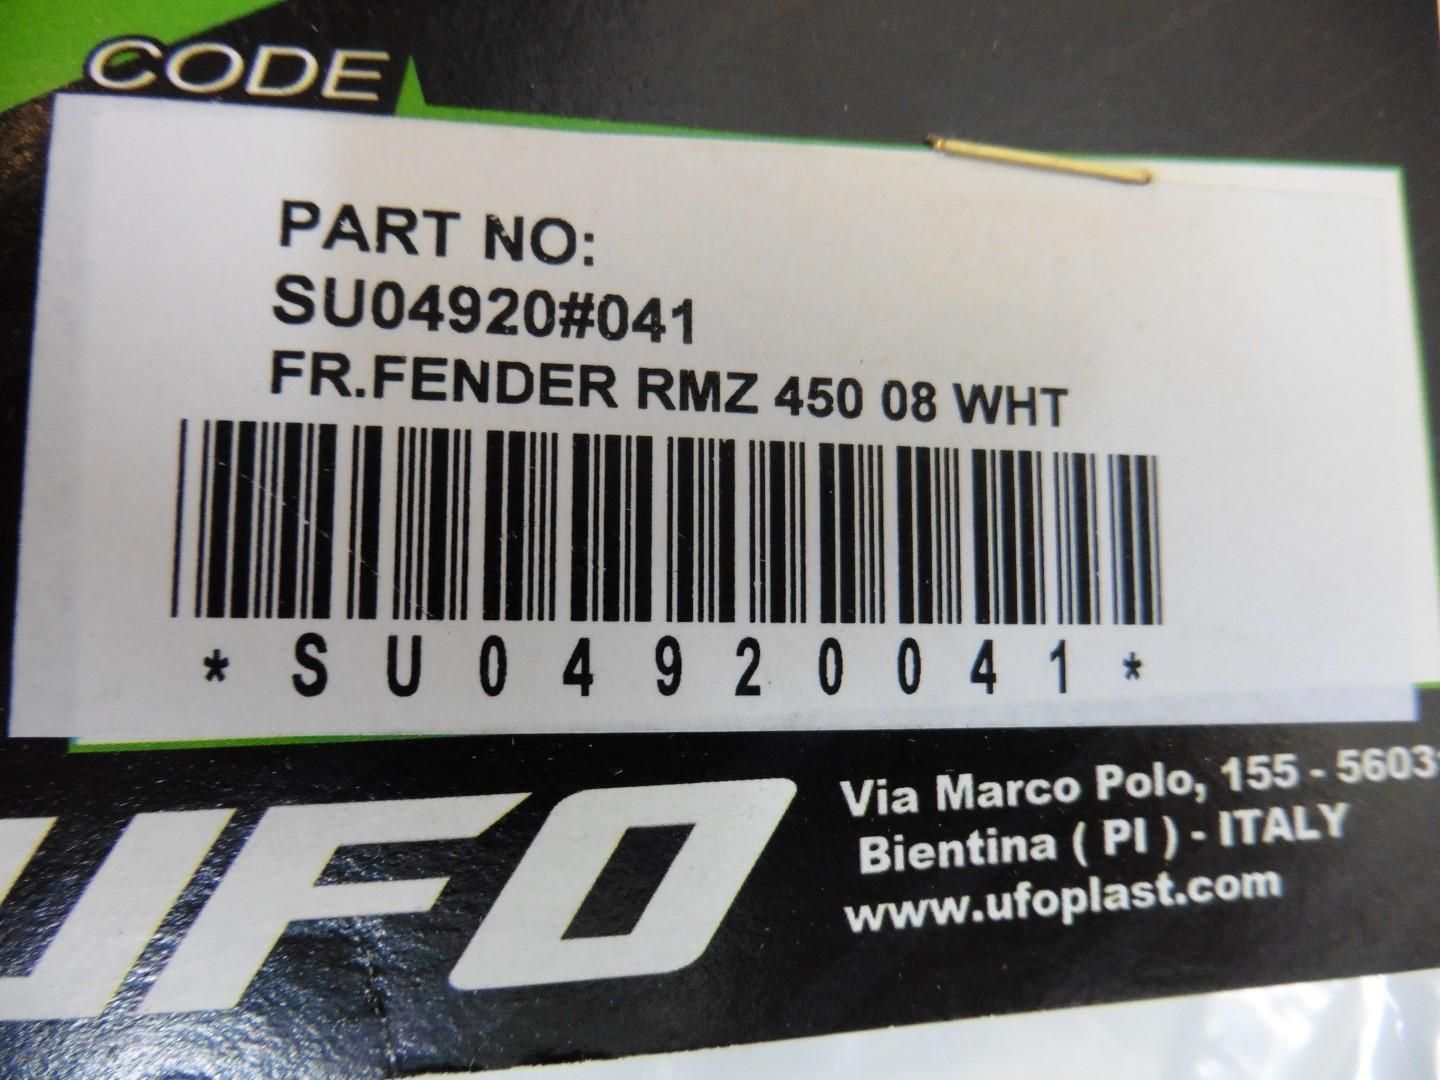 CODE
PART NO:
SU04920#041
FR.FENDER RMZ 450 08 WHT
*SU04920041*
UFO
Via Marco Polo, 155 - 5603
Bientina ( PI ) - ITALY
www.ufoplast.com